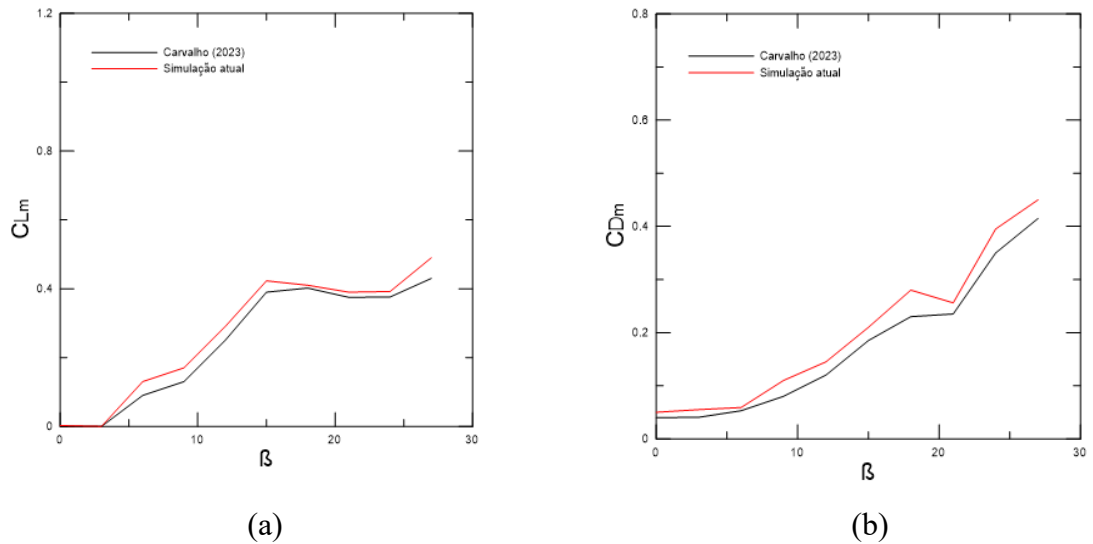 1.2
Carvalho (2023)
Simulação atual
0.8
CLm
0.4
0
0 10 20 30
ß
(a)
0.8
Carvalho (2023)
Simulação atual
0.6
CDm
0.4
0.2
0
0 10 20 30
ß
(b)